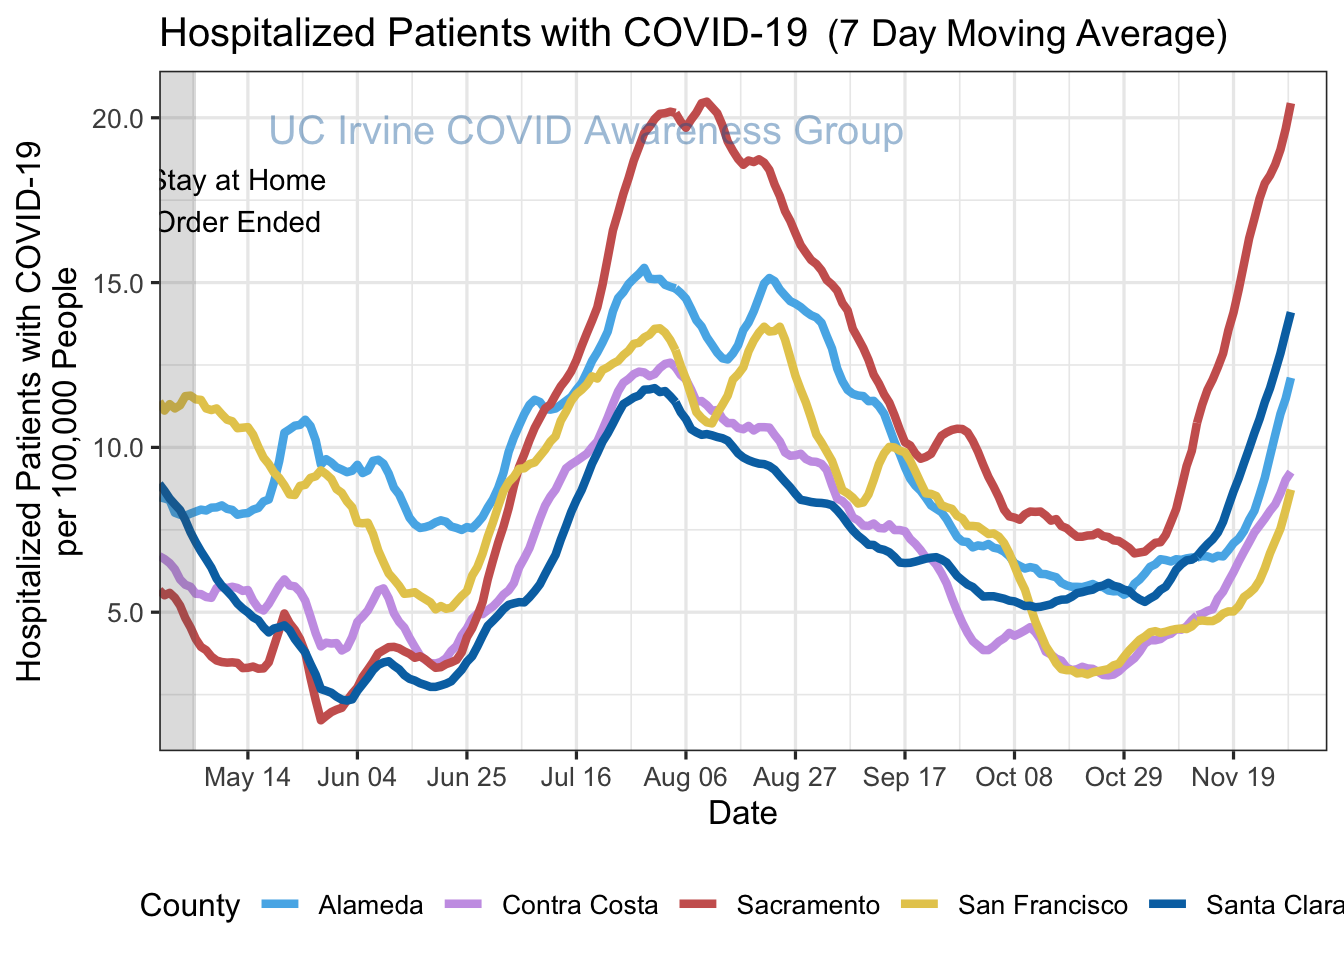 Hospitalized Patients with COVID-19 (7 Day Moving Average)
Hospitalized Patients with COVID-19
per 100,000 People
20.0
15.0
10.0
5.0
UC Irvine COVID Awareness Group
Stay at Home
Order Ended
May 14 Jun 04 Jun 25 Jul 16 Aug 06 Aug 27 Sep 17 Oct 08 Oct 29 Nov 19
Date
County Alameda Contra Costa Sacramento San Francisco Santa Clara